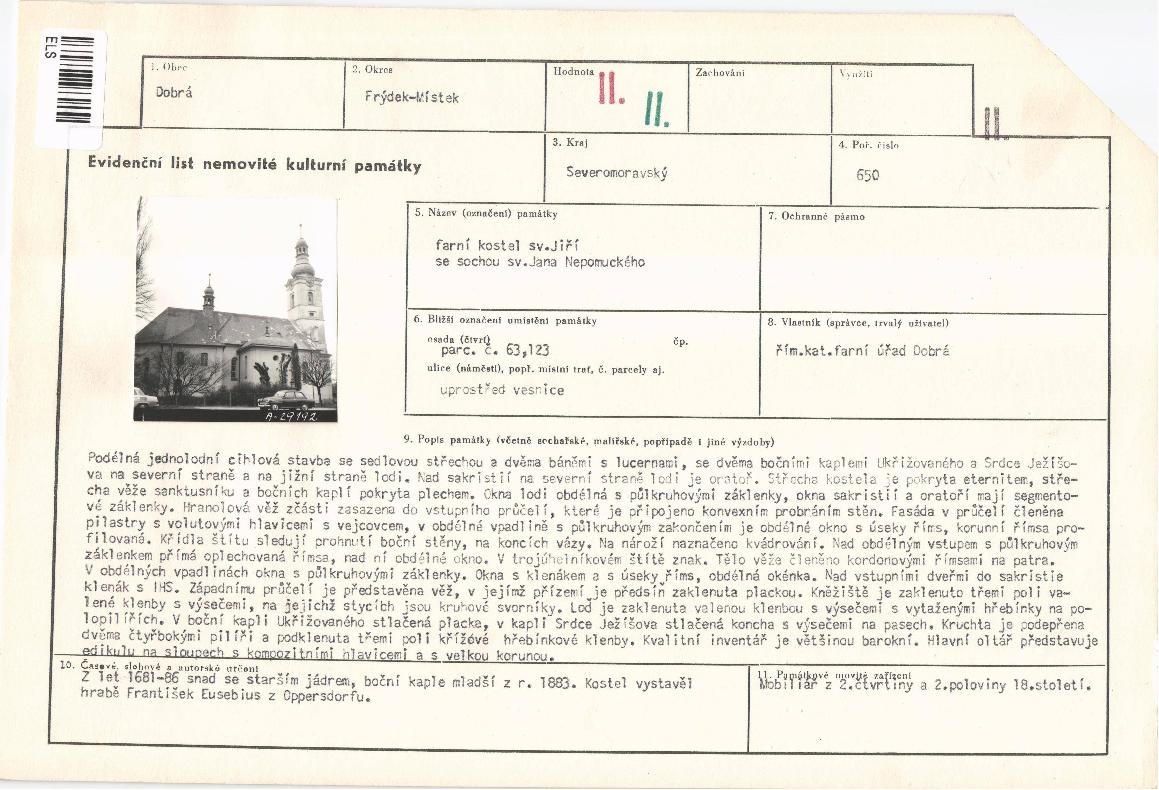 ELS
1. Obec
Dobrá
2. Okres
Frýdek-Místek
Hodnota
II.
II.
Zachování
Využití
II
Evidenční list nemovité kulturní památky
3. Kraj
Severomoravský
4. Poř. číslo
650
5. Název (označení) památky
farní kostel sv.Jiří
se sochou sv.Jana Nepomuckého
7. Ochranné pásmo
6. Bližší označení umístění památky
osada (čtvrť)
čp.
parc. č. 63,123
ulice (náměstí), popř. místní trať, č. parcely aj.
uprostřed vesnice
8. Vlastník (správce, trvalý uživatel)
řím.kat.farní úřad Dobrá
A-29192
9. Popis památky (včetně sochařské, malířské, popřípadě i jiné výzdoby)
Podélná jednolodní cihlová stavba se sedlovou střechou a dvěma báněmi s lucernami, se dvěma bočními kaplemi Ukřižovaného a Srdce Ježíšo-
va na severní straně a na jižní straně lodi. Nad sakristií na severní straně lodi je oratoř. Střecha kostela je pokryta eternitem, stře-
cha věže sanktusníku a bočních kaplí pokryta plechem. Okna lodi obdélná s půlkruhovými záklenky, okna sakristií a oratoří mají segmento-
vé záklenky. Hranolová věž zčásti zasazena do vstupního průčelí, které je připojeno konvexním probráním stěn. Fasáda v průčelí členěna
pilastry s volutovými hlavicemi s vejcovcem, v obdélné vpadlině s půlkruhovým zakončením je obdélné okno s úseky říms, korunní římsa pro-
filovaná. Křídla štítu sledují prohnutí boční stěny, na koncích vázy. Na nároží naznačeno kvádrování. Nad obdélným vstupem s půlkruhovým
záklenkem přímá oplechovaná římsa, nad ní obdélné okno. V trojúhelníkovém štítě znak. Tělo věže členěno kordonovými římsami na patra.
V obdélných vpadlinách okna s půlkruhovými záklenky. Okna s klenákem a s úseky říms, obdélná okénka. Nad vstupními dveřmi do sakristie
klenák s IHS. Západnímu průčelí je představěna věž, v jejímž přízemí je předsíň zaklenuta plackou. Kněžiště je zaklenuto třemi poli va-
lené klenby s výsečemi, na jejichž stycích jsou kruhové svorníky. Loď je zaklenuta valenou klenbou s výsečemi s vytaženými hřebínky na po-
lopilířích. V boční kapli Ukřižovaného stlačená placka, v kapli Srdce Ježíšova stlačená koncha s výsečemi na pasech. Kruchta je podepřena
dvěma čtyřbokými pilíři a podklenuta třemi poli křížové hřebínkové klenby. Kvalitní inventář je většinou barokní. Hlavní oltář představuje
edikulu na sloupech s kompozitními hlavicemi a s velkou korunou.
10. Časové, slohové a autorské určení
Z let 1681-86 snad se starším jádrem, boční kaple mladší z r. 1883. Kostel vystavěl
hrabě František Eusebius z Oppersdorfu.
11. Památkové movité zařízení
Mobiliář z 2.čtvrtiny a 2.poloviny 18.století.